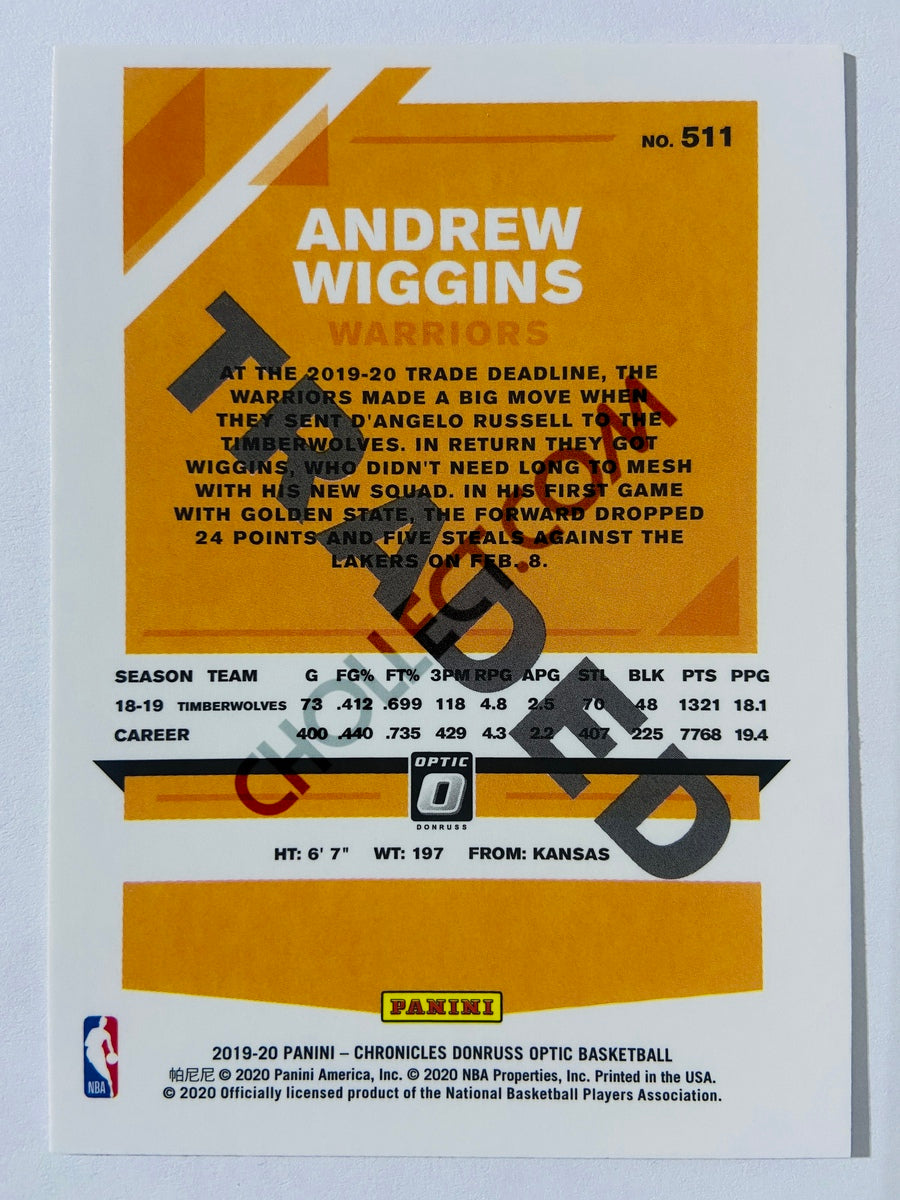 NO. 511
ANDREW
WIGGINS
WARRIORS
AT THE 2019-20 TRADE DEADLINE, THE
WARRIORS MADE A BIG MOVE WHEN
THEY SENT D'ANGELO RUSSELL TO THE
TIMBERWOLVES. IN RETURN THEY GOT
WIGGINS, WHO DIDN'T NEED LONG TO MESH
WITH HIS NEW SQUAD. IN HIS FIRST GAME
WITH GOLDEN STATE, THE FORWARD DROPPED
24 POINTS AND FIVE STEALS AGAINST THE
LAKERS ON FEB. 8.
TRADED
CHOLLECT.COM
SEASON TEAM G FG% FT% 3PM RPG APG STL BLK PTS PPG
18-19 TIMBERWOLVES 73 .412 .699 118 4.8 2.5 70 48 1321 18.1
CAREER 400 .440 .735 429 4.3 2.2 407 225 7768 19.4
OPTIC
O
DONRUSS
HT: 6' 7" WT: 197 FROM: KANSAS
PANINI
NBA
2019-20 PANINI – CHRONICLES DONRUSS OPTIC BASKETBALL
帕尼尼 © 2020 Panini America, Inc. © 2020 NBA Properties, Inc. Printed in the USA.
© 2020 Officially licensed product of the National Basketball Players Association.